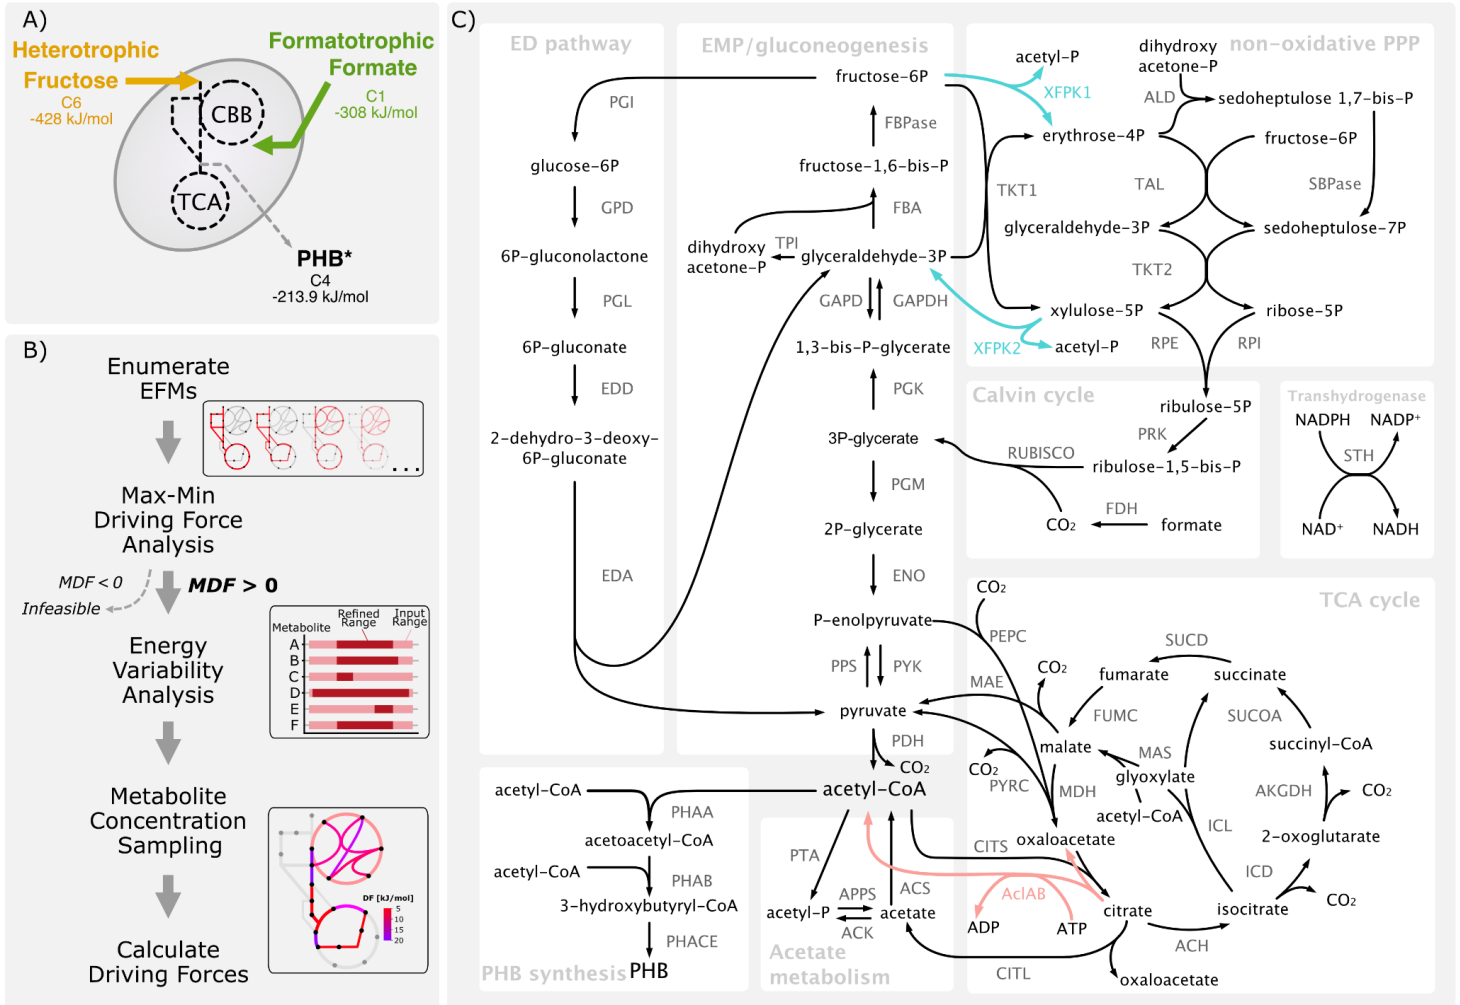 A)
Heterotrophic
Fructose
C6
-428 kJ/mol
Formatotrophic
Formate
C1
-308 kJ/mol
CBB
TCA
PHB*
C4
-213.9 kJ/mol
B)
Enumerate
EFMs
...
Max-Min
Driving Force
Analysis
MDF < 0
Infeasible
MDF > 0
Energy
Variability
Analysis
Metabolite
Refined
Range
Input
Range
A
B
C
D
E
F
Metabolite
Concentration
Sampling
DF [kJ/mol]
5
10
15
20
Calculate
Driving Forces
C)
ED pathway
PGI
glucose-6P
GPD
6P-gluconolactone
PGL
6P-gluconate
EDD
2-dehydro-3-deoxy-
6P-gluconate
EDA
EMP/gluconeogenesis
fructose-6P
FBPase
fructose-1,6-bis-P
FBA
dihydroxy
acetone-P
TPI
glyceraldehyde-3P
GAPD
GAPDH
1,3-bis-P-glycerate
PGK
3P-glycerate
PGM
2P-glycerate
ENO
P-enolpyruvate
PPS
PYK
pyruvate
PDH
CO₂
acetyl-CoA
non-oxidative PPP
acetyl-P
XFPK1
dihydroxy
acetone-P
ALD
sedoheptulose 1,7-bis-P
erythrose-4P
fructose-6P
TKT1
TAL
SBPase
glyceraldehyde-3P
sedoheptulose-7P
TKT2
xylulose-5P
ribose-5P
XFPK2
acetyl-P
RPE
RPI
Calvin cycle
ribulose-5P
PRK
RUBISCO
ribulose-1,5-bis-P
CO₂
FDH
formate
Transhydrogenase
NADPH
NADP⁺
STH
NAD⁺
NADH
TCA cycle
CO₂
PEPC
SUCD
CO₂
fumarate
succinate
MAE
FUMC
SUCOA
malate
succinyl-CoA
MAS
CO₂
PYRC
MDH
glyoxylate
AKGDH
CO₂
acetyl-CoA
ICL
CITS
oxaloacetate
2-oxoglutarate
ICD
CO₂
AclAB
citrate
isocitrate
ADP
ATP
ACH
CITL
oxaloacetate
PHB synthesis
acetyl-CoA
PHAA
acetoacetyl-CoA
acetyl-CoA
PHAB
3-hydroxybutyryl-CoA
PHACE
PHB
Acetate
metabolism
PTA
APPS
ACS
acetyl-P
acetate
ACK